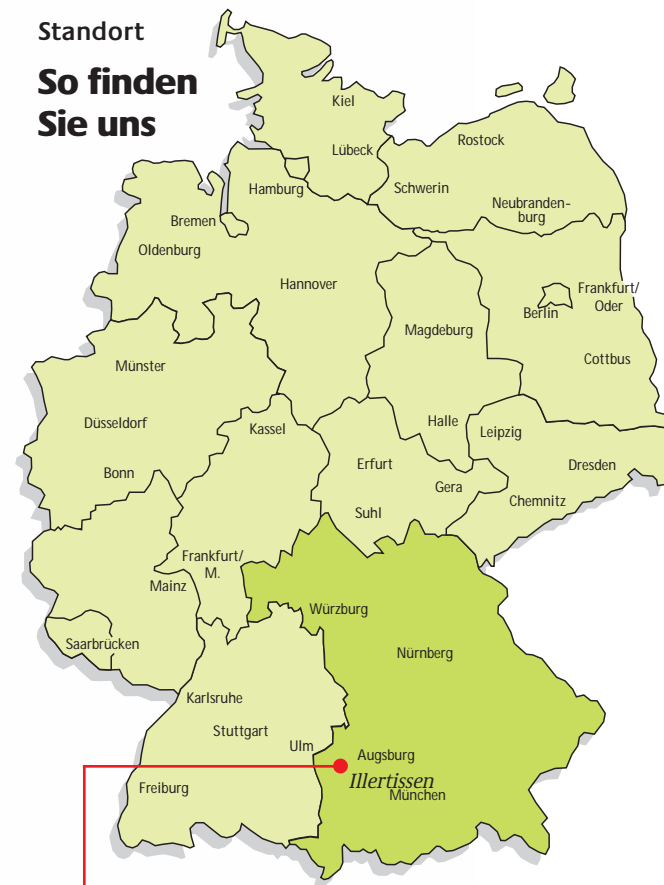 Standort
So finden
Sie uns
Kiel
Rostock
Lübeck
Hamburg
Schwerin
Neubranden-
burg
Bremen
Oldenburg
Hannover
Frankfurt/
Oder
Berlin
Magdeburg
Cottbus
Münster
Düsseldorf
Kassel
Halle
Leipzig
Bonn
Erfurt
Dresden
Gera
Chemnitz
Suhl
Frankfurt/
M.
Mainz
Würzburg
Saarbrücken
Nürnberg
Karlsruhe
Stuttgart
Ulm
Augsburg
Illertissen
Freiburg
München